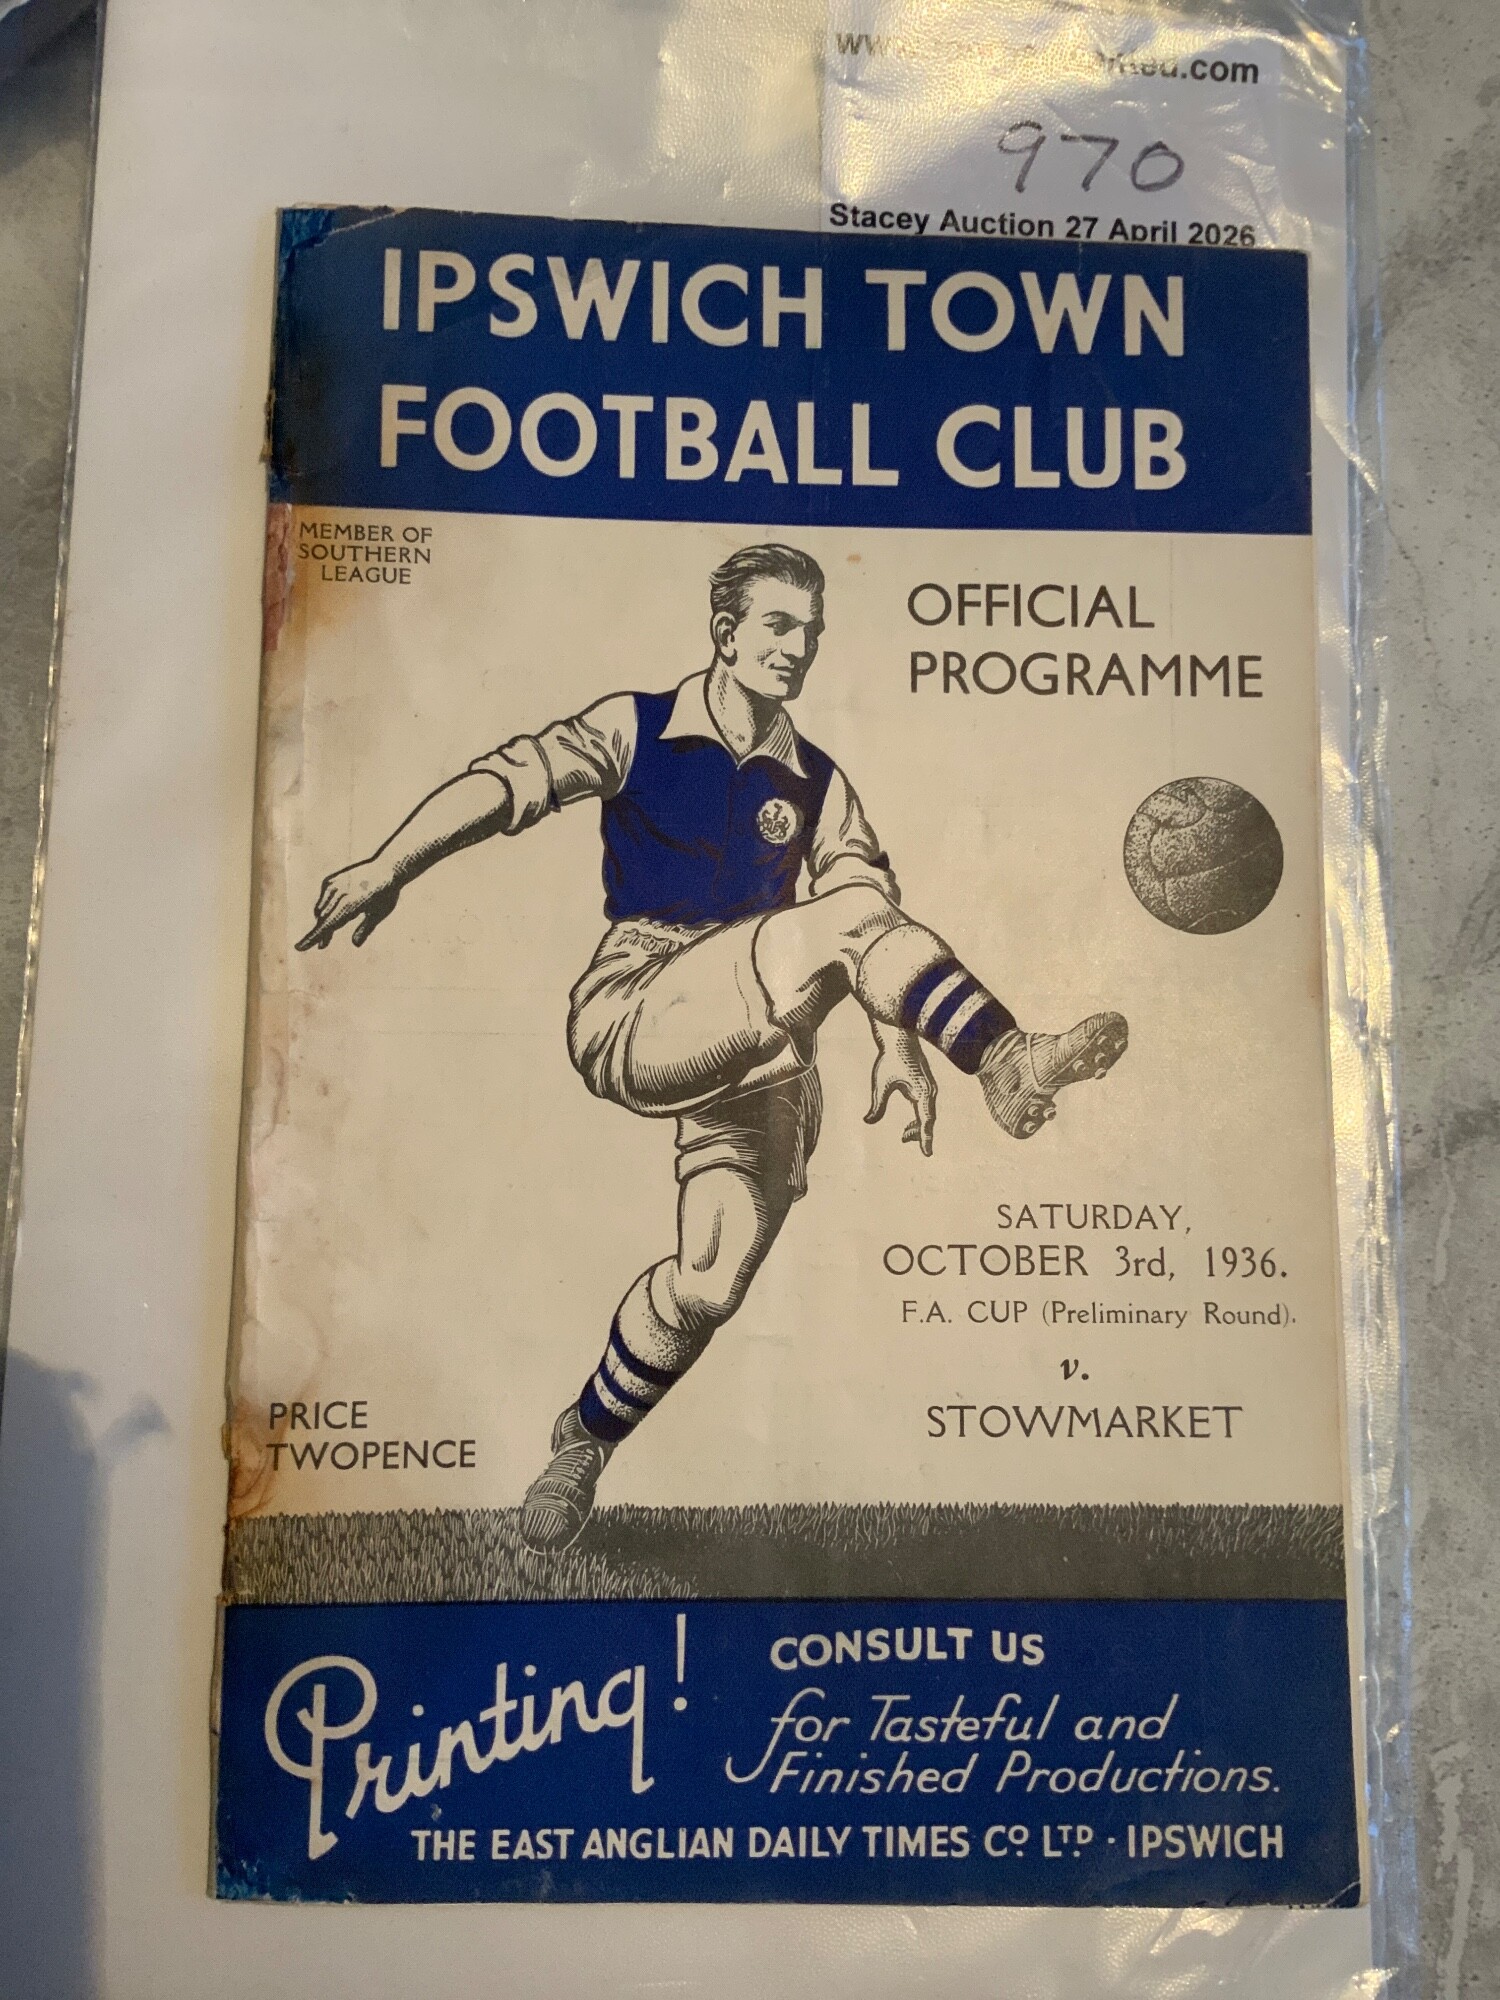 .com
970
Stacey Auction 27 April 2026
IPSWICH TOWN
FOOTBALL CLUB
MEMBER OF
SOUTHERN
LEAGUE
OFFICIAL
PROGRAMME
SATURDAY,
OCTOBER 3rd, 1936.
F.A. CUP (Preliminary Round).
v.
STOWMARKET
PRICE
TWOPENCE
Printing!
CONSULT US
for Tasteful and
Finished Productions.
THE EAST ANGLIAN DAILY TIMES Co LTD · IPSWICH